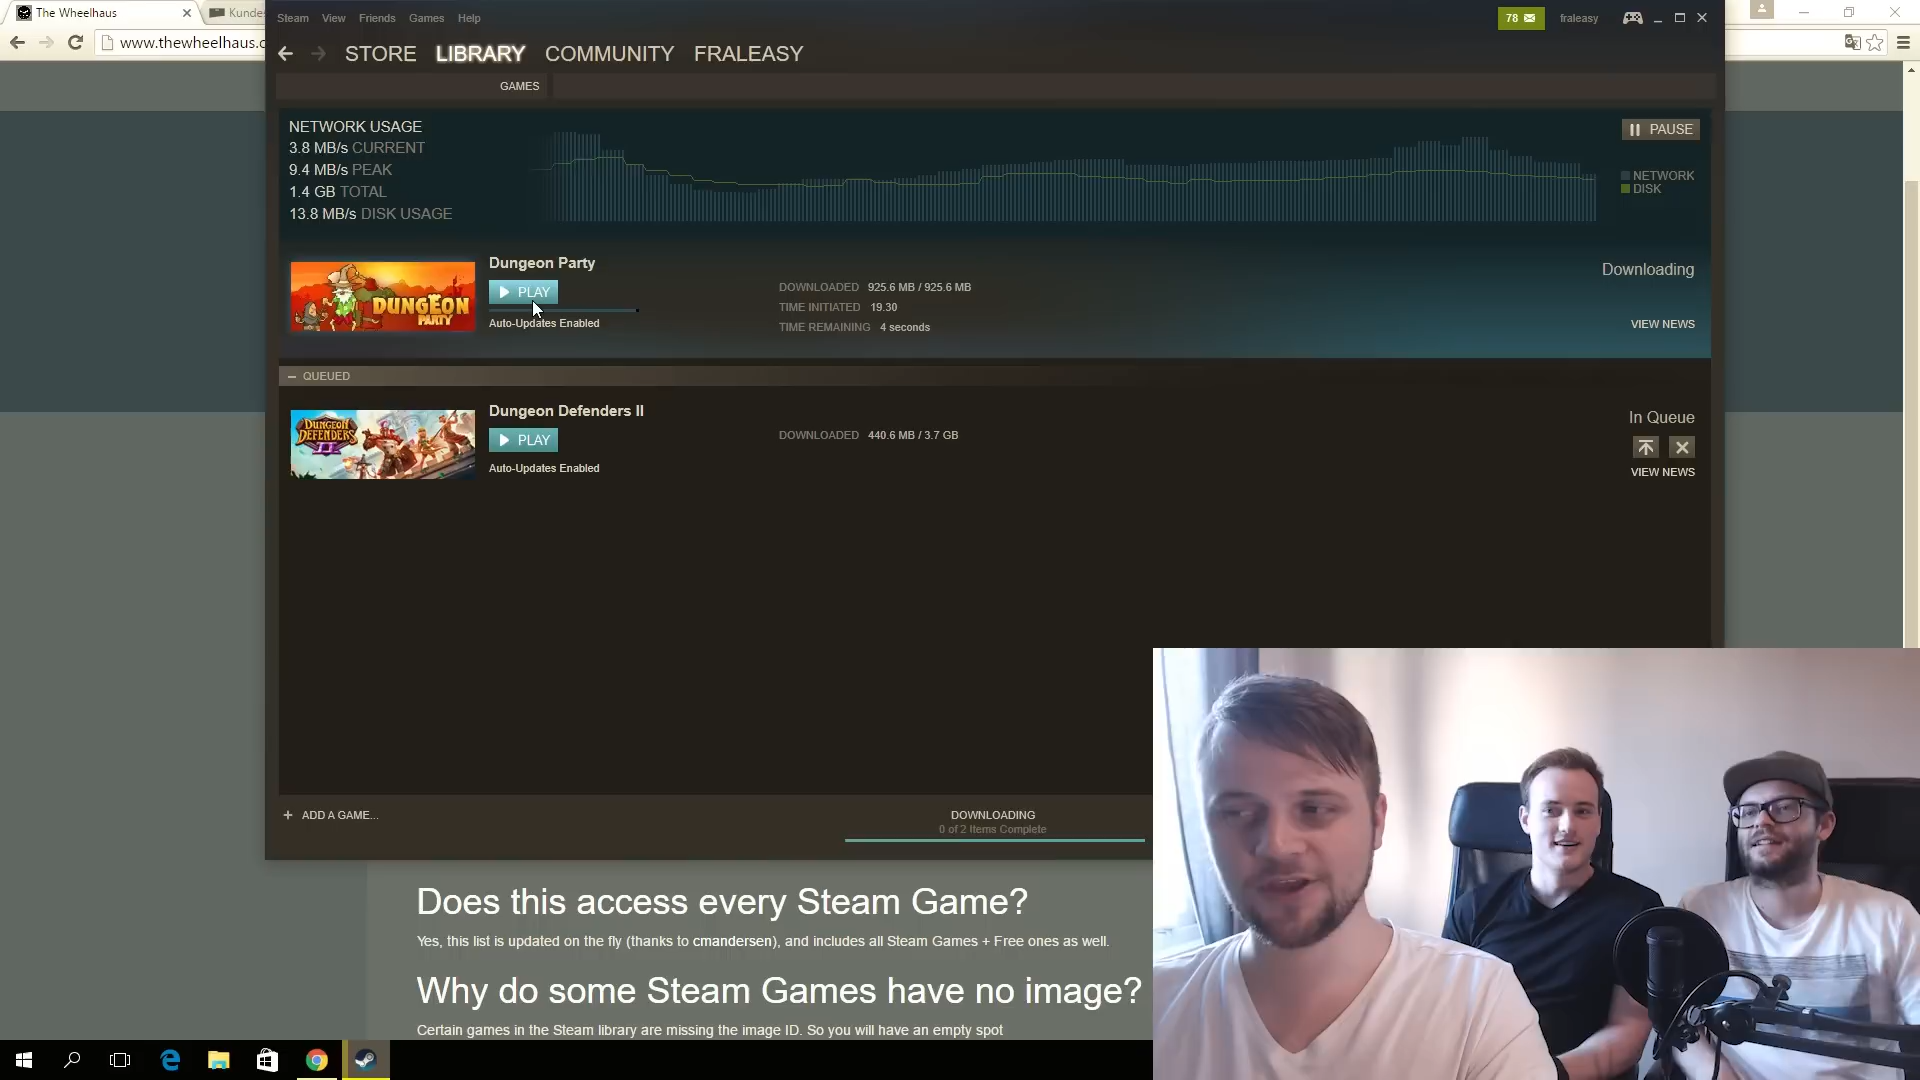 The Wheelhaus
Kundes
www.thewheelhaus.c
Steam View Friends Games Help
78
fraleasy
STORE LIBRARY COMMUNITY FRALEASY
GAMES
NETWORK USAGE
3.8 MB/s CURRENT
9.4 MB/s PEAK
1.4 GB TOTAL
13.8 MB/s DISK USAGE
PAUSE
NETWORK
DISK
DUNGEON
PARTY
Dungeon Party
PLAY
Auto-Updates Enabled
DOWNLOADED 925.6 MB / 925.6 MB
TIME INITIATED 19.30
TIME REMAINING 4 seconds
Downloading
VIEW NEWS
QUEUED
DUNGEON
DEFENDERS
II
Dungeon Defenders II
PLAY
Auto-Updates Enabled
DOWNLOADED 440.6 MB / 3.7 GB
In Queue
VIEW NEWS
+ ADD A GAME...
DOWNLOADING
0 of 2 Items Complete
Does this access every Steam Game?
Yes, this list is updated on the fly (thanks to cmandersen), and includes all Steam Games + Free ones as well.
Why do some Steam Games have no image?
Certain games in the Steam library are missing the image ID. So you will have an empty spot